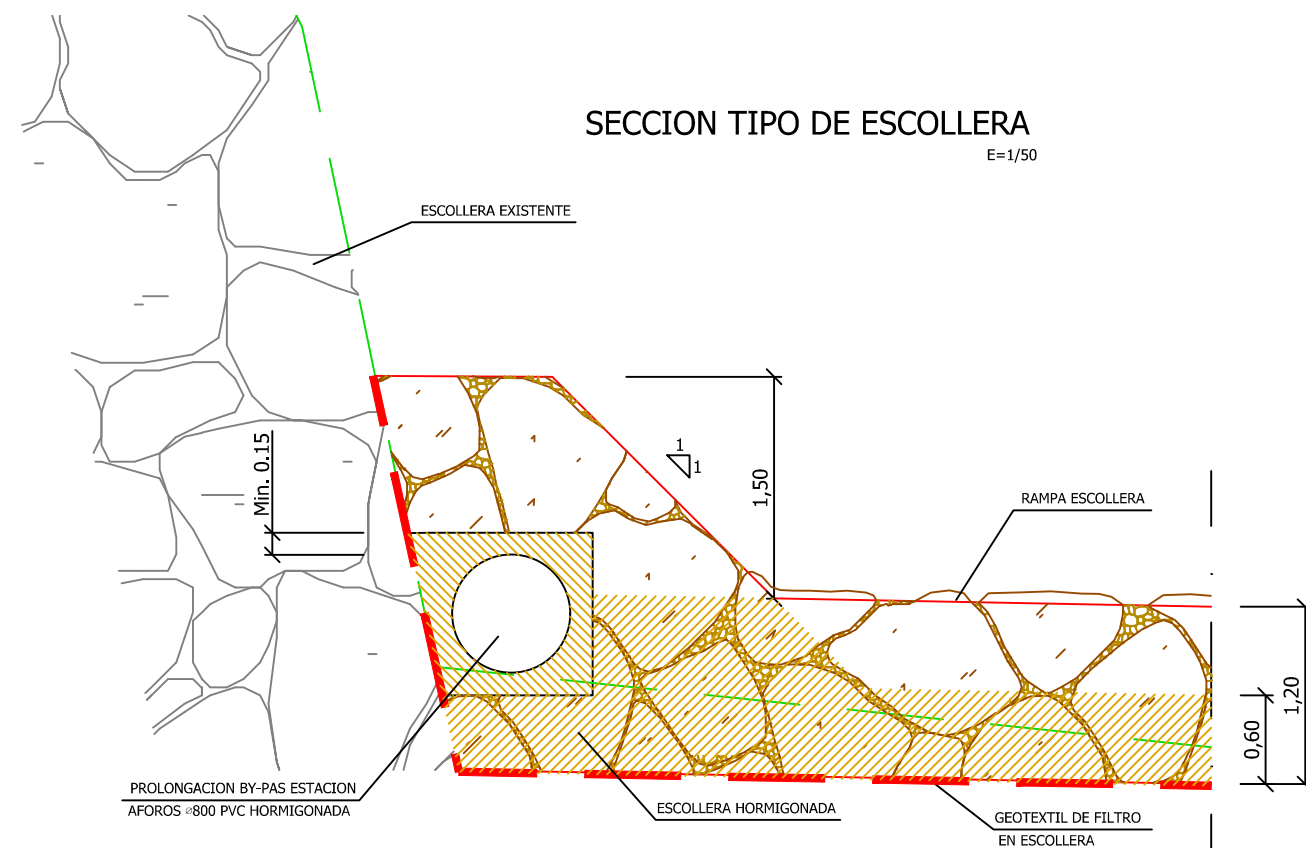 SECCION TIPO DE ESCOLLERA
E=1/50
ESCOLLERA EXISTENTE
Min. 0.15
1
1
1,50
RAMPA ESCOLLERA
1,20
0,60
PROLONGACION BY-PAS ESTACION
AFOROS ⌀800 PVC HORMIGONADA
ESCOLLERA HORMIGONADA
GEOTEXTIL DE FILTRO
EN ESCOLLERA